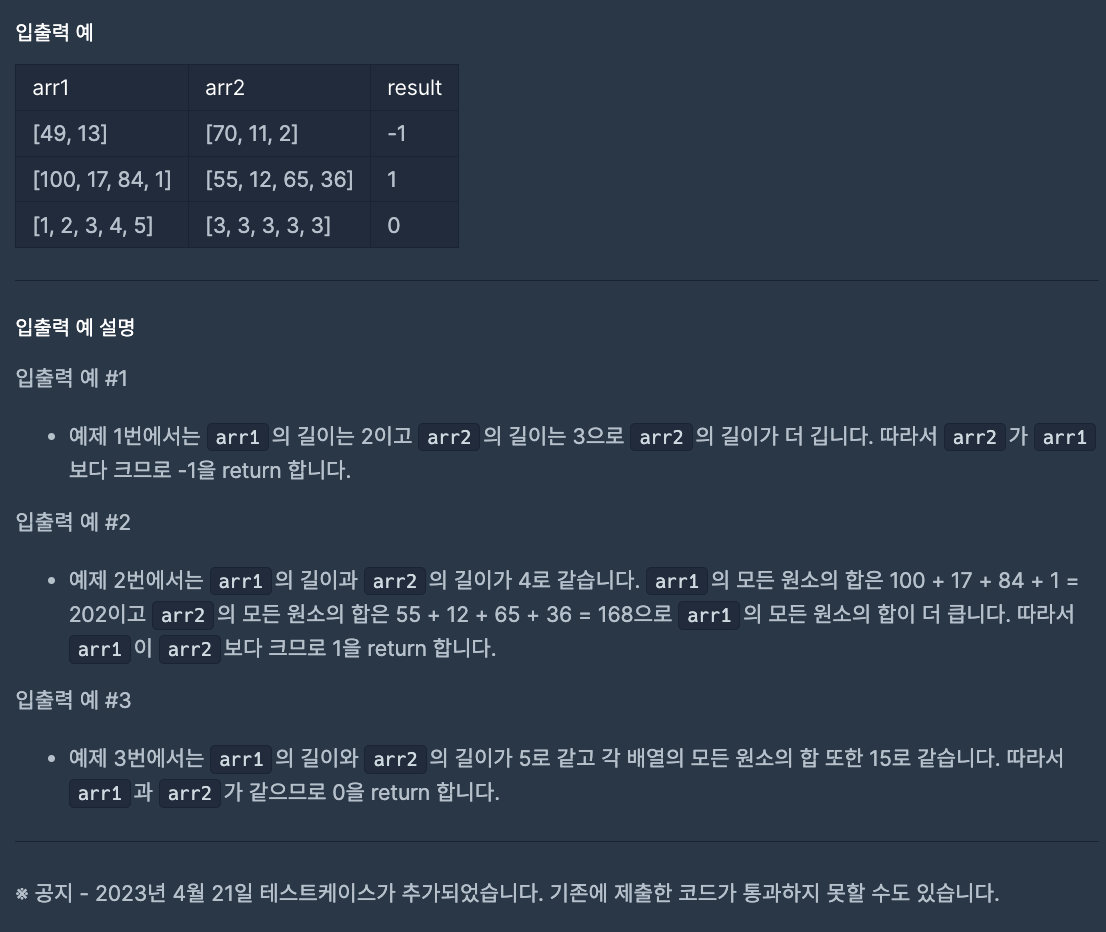 입출력 예
arr1 arr2 result
[49, 13] [70, 11, 2] -1
[100, 17, 84, 1] [55, 12, 65, 36] 1
[1, 2, 3, 4, 5] [3, 3, 3, 3, 3] 0
입출력 예 설명
입출력 예 #1
• 예제 1번에서는 arr1 의 길이는 2이고 arr2 의 길이는 3으로 arr2 의 길이가 더 깁니다. 따라서 arr2 가 arr1
보다 크므로 -1을 return 합니다.
입출력 예 #2
• 예제 2번에서는 arr1 의 길이과 arr2 의 길이가 4로 같습니다. arr1 의 모든 원소의 합은 100 + 17 + 84 + 1 =
202이고 arr2 의 모든 원소의 합은 55 + 12 + 65 + 36 = 168으로 arr1 의 모든 원소의 합이 더 큽니다. 따라서
arr1 이 arr2 보다 크므로 1을 return 합니다.
입출력 예 #3
• 예제 3번에서는 arr1 의 길이와 arr2 의 길이가 5로 같고 각 배열의 모든 원소의 합 또한 15로 같습니다. 따라서
arr1 과 arr2 가 같으므로 0을 return 합니다.
※ 공지 - 2023년 4월 21일 테스트케이스가 추가되었습니다. 기존에 제출한 코드가 통과하지 못할 수도 있습니다.